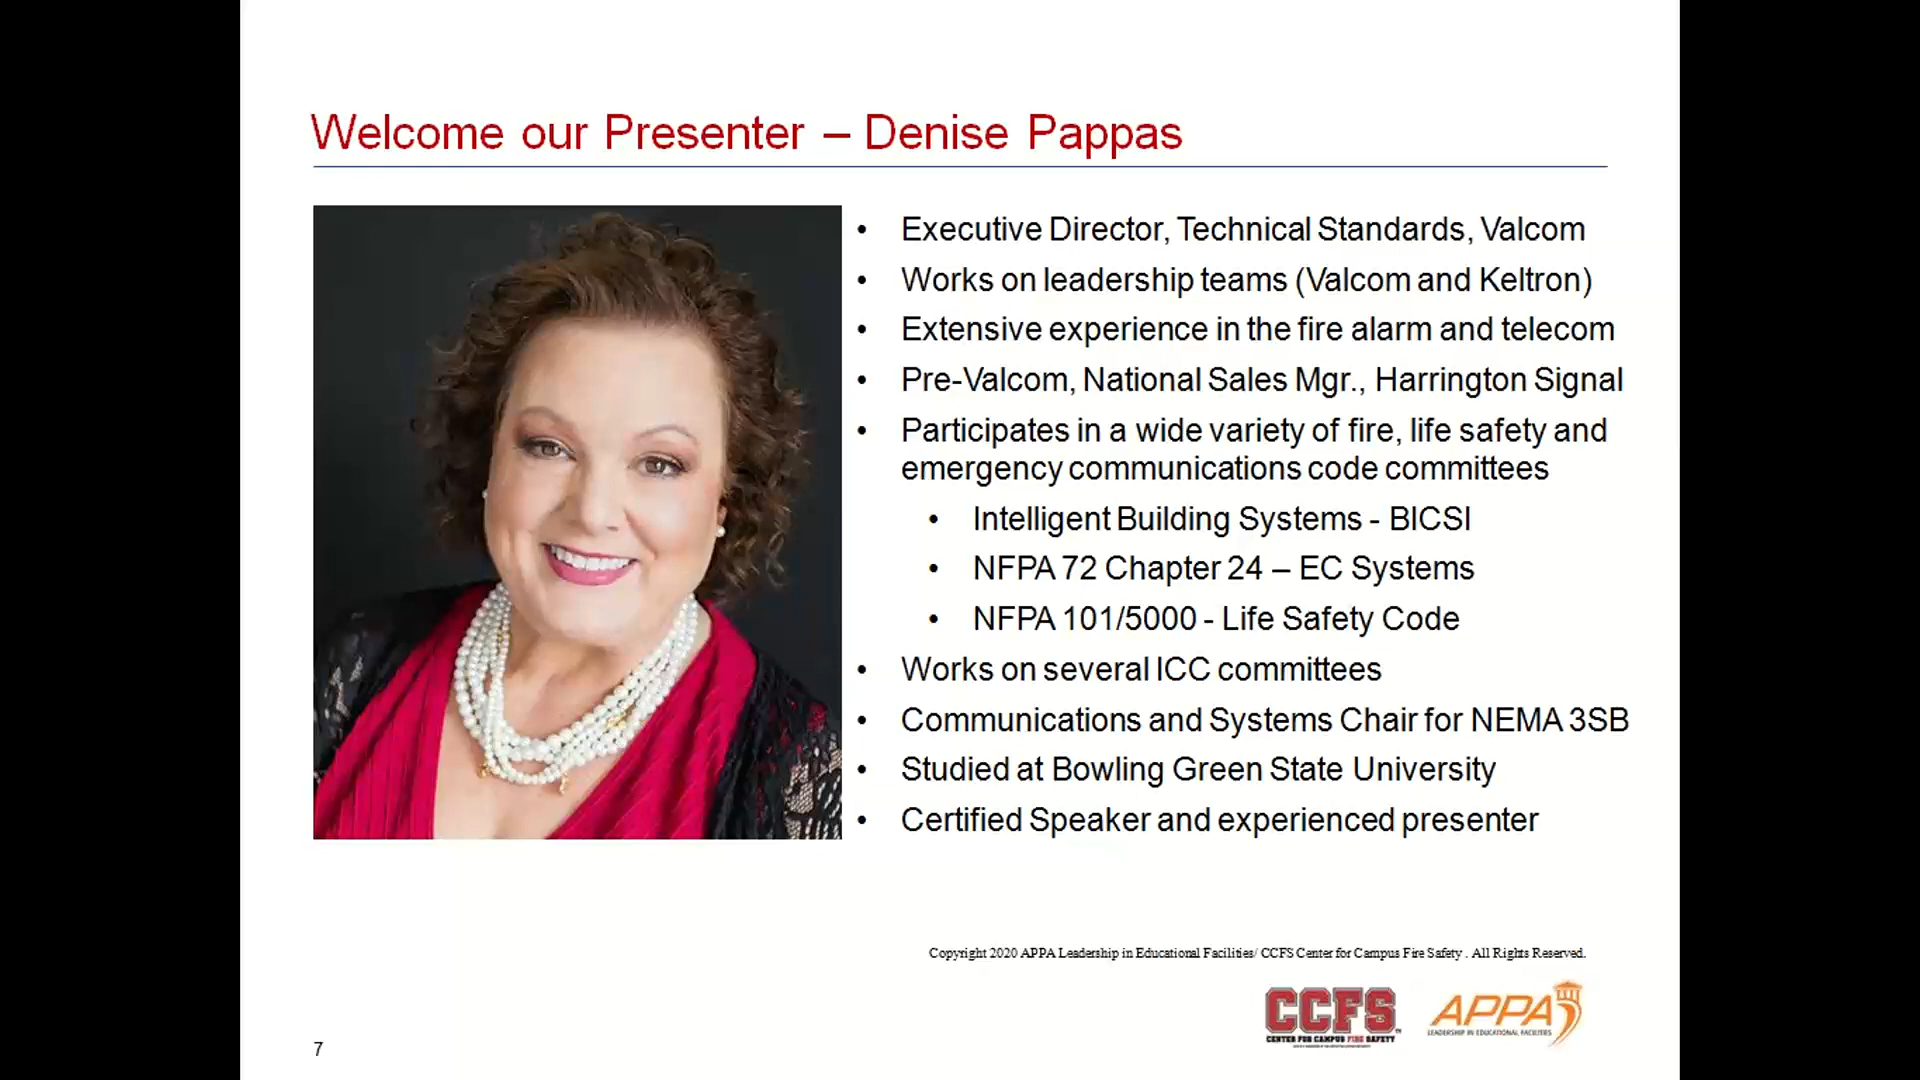 Welcome our Presenter – Denise Pappas
• Executive Director, Technical Standards, Valcom
• Works on leadership teams (Valcom and Keltron)
• Extensive experience in the fire alarm and telecom
• Pre-Valcom, National Sales Mgr., Harrington Signal
• Participates in a wide variety of fire, life safety and
emergency communications code committees
• Intelligent Building Systems - BICSI
• NFPA 72 Chapter 24 – EC Systems
• NFPA 101/5000 - Life Safety Code
• Works on several ICC committees
• Communications and Systems Chair for NEMA 3SB
• Studied at Bowling Green State University
• Certified Speaker and experienced presenter
Copyright 2020 APPA Leadership in Educational Facilities/ CCFS Center for Campus Fire Safety . All Rights Reserved.
CCFS
CENTER FOR CAMPUS FIRE SAFETY
APPA
LEADERSHIP IN EDUCATIONAL FACILITIES
7